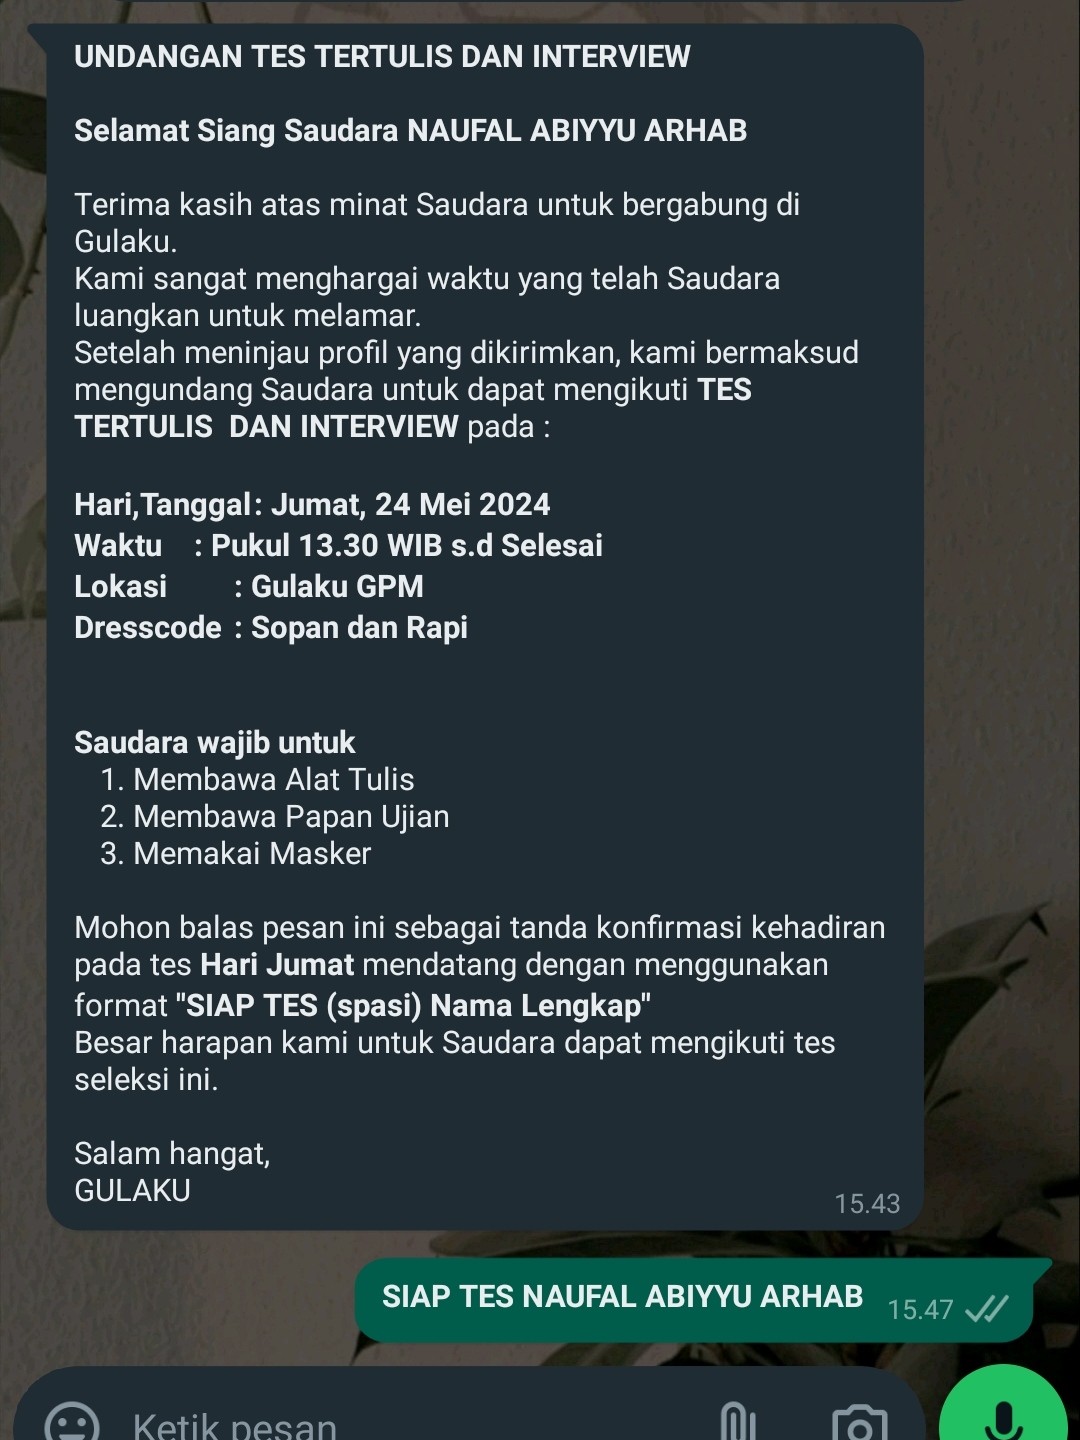 UNDANGAN TES TERTULIS DAN INTERVIEW
Selamat Siang Saudara NAUFAL ABIYYU ARHAB
Terima kasih atas minat Saudara untuk bergabung di
Gulaku.
Kami sangat menghargai waktu yang telah Saudara
luangkan untuk melamar.
Setelah meninjau profil yang dikirimkan, kami bermaksud
mengundang Saudara untuk dapat mengikuti TES
TERTULIS  DAN INTERVIEW pada :
Hari,Tanggal: Jumat, 24 Mei 2024
Waktu : Pukul 13.30 WIB s.d Selesai
Lokasi : Gulaku GPM
Dresscode : Sopan dan Rapi
Saudara wajib untuk
1. Membawa Alat Tulis
2. Membawa Papan Ujian
3. Memakai Masker
Mohon balas pesan ini sebagai tanda konfirmasi kehadiran
pada tes Hari Jumat mendatang dengan menggunakan
format "SIAP TES (spasi) Nama Lengkap"
Besar harapan kami untuk Saudara dapat mengikuti tes
seleksi ini.
Salam hangat,
GULAKU
15.43
SIAP TES NAUFAL ABIYYU ARHAB 15.47
Ketik pesan